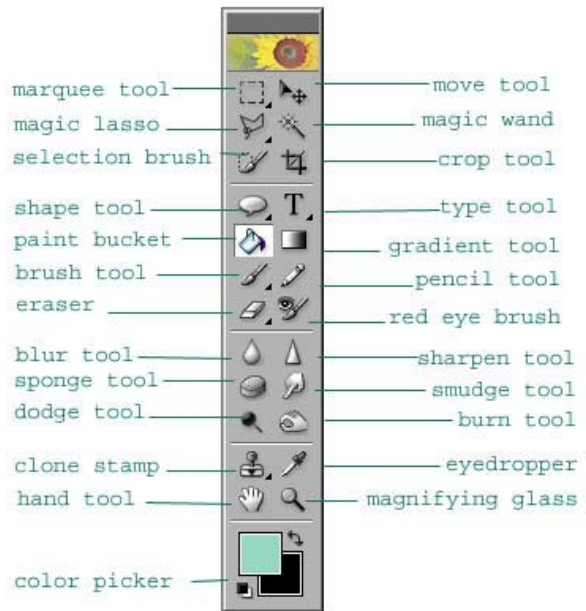 marquee tool
move tool
magic lasso
magic wand
selection brush
crop tool
shape tool
T
type tool
paint bucket
gradient tool
brush tool
pencil tool
eraser
red eye brush
blur tool
sharpen tool
sponge tool
smudge tool
dodge tool
burn tool
clone stamp
eyedropper
hand tool
magnifying glass
color picker